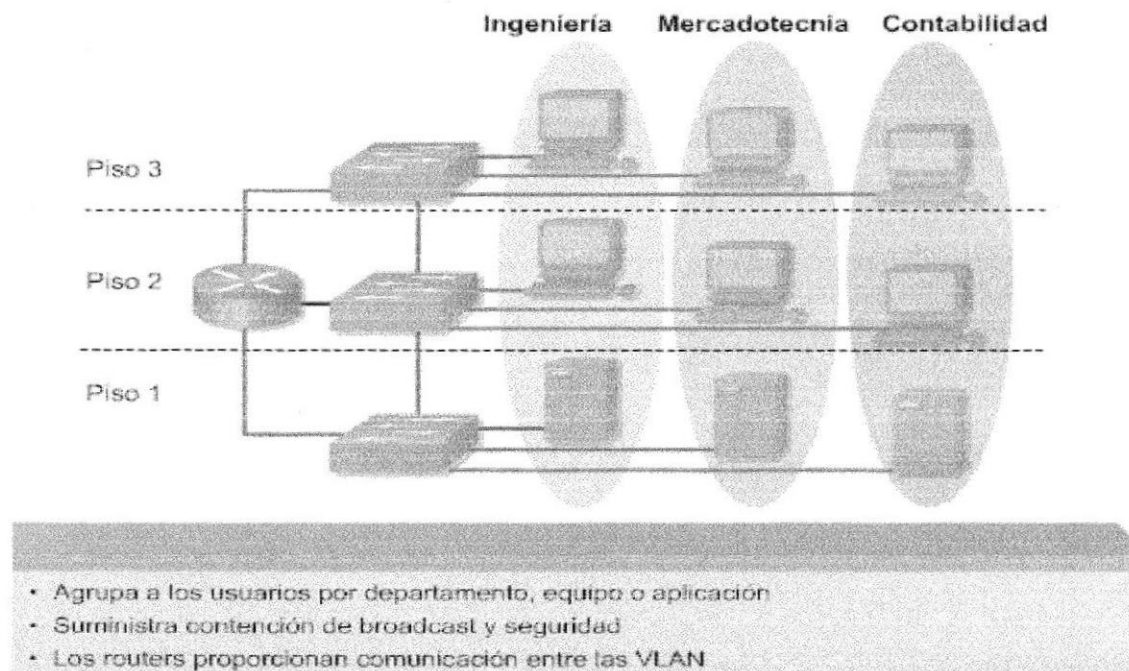 Ingeniería Mercadotecnia Contabilidad
Piso 3
Piso 2
Piso 1
• Agrupa a los usuarios por departamento, equipo o aplicación
• Suministra contención de broadcast y seguridad
• Los routers proporcionan comunicación entre las VLAN